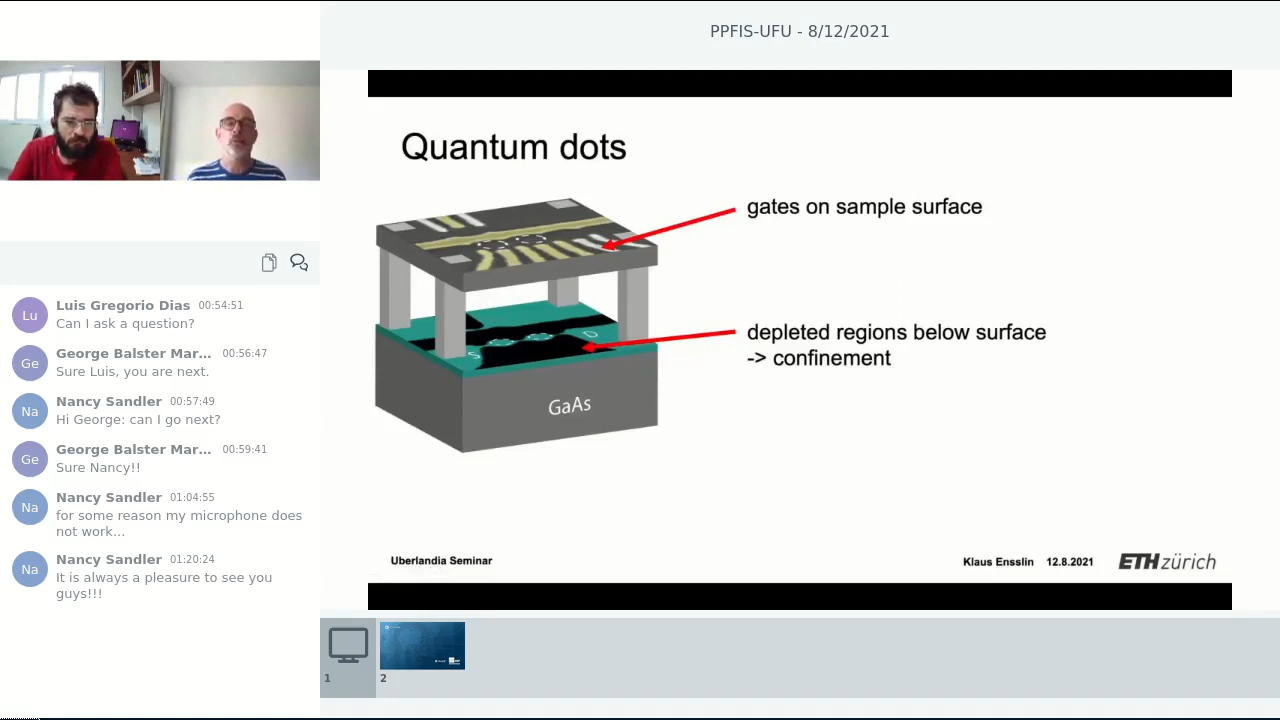 PPFIS-UFU - 8/12/2021
Lu
Luis Gregorio Dias 00:54:51
Can I ask a question?
Ge
George Balster Mar... 00:56:47
Sure Luis, you are next.
Na
Nancy Sandler 00:57:49
Hi George: can I go next?
Ge
George Balster Mar... 00:59:41
Sure Nancy!!
Na
Nancy Sandler 01:04:55
for some reason my microphone does
not work...
Na
Nancy Sandler 01:20:24
It is always a pleasure to see you
guys!!!
Quantum dots
gates on sample surface
depleted regions below surface
-> confinement
S
D
GaAs
Uberlandia Seminar
Klaus Ensslin 12.8.2021 ETH zürich
1
2